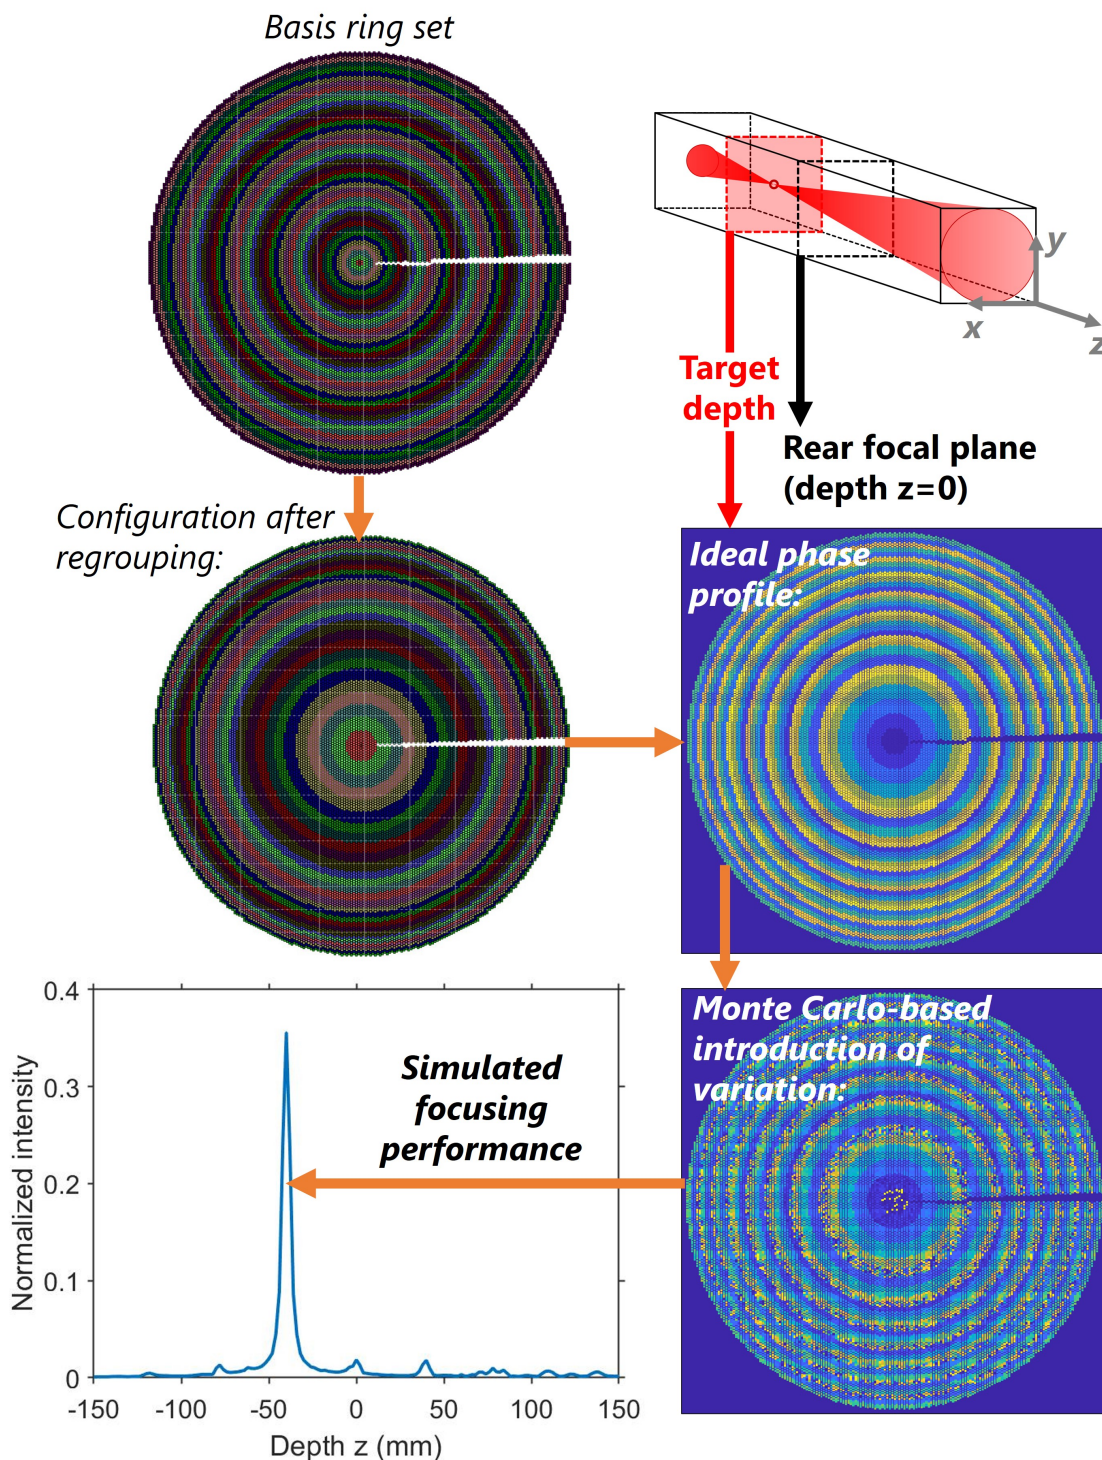 Basis ring set
y
x
z
Target
depth
Rear focal plane
(depth z=0)
Configuration after
regrouping:
Ideal phase
profile:
Monte Carlo-based
introduction of
variation:
Simulated
focusing
performance
Normalized intensity
0.4
0.3
0.2
0.1
0
-150 -100 -50 0 50 100 150
Depth z (mm)